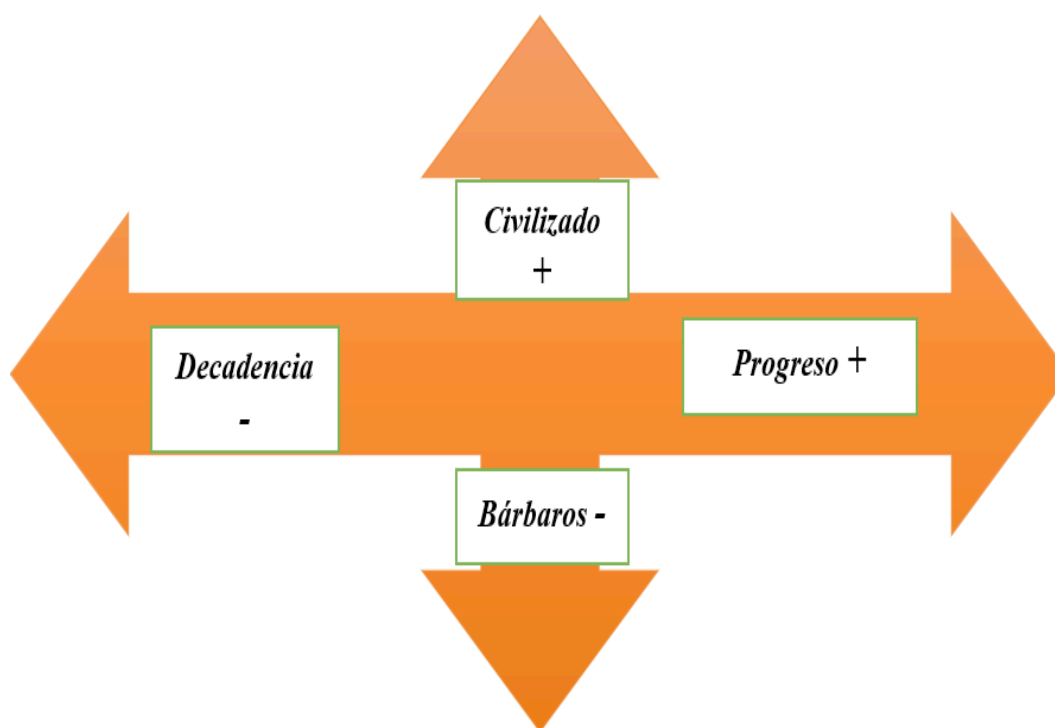 Civilizado
+
Decadencia
-
Progreso +
Bárbaros -